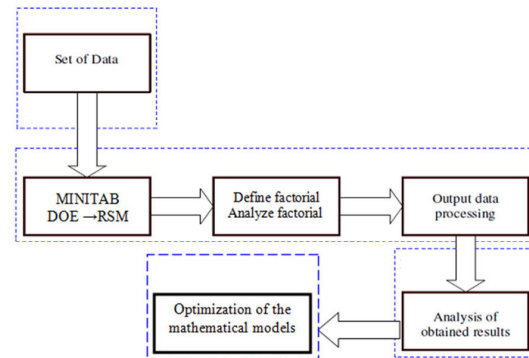 Set of Data
MINITAB
DOE →RSM
Define factorial
Analyze factorial
Output data
processing
Analysis of
obtained results
Optimization of the
mathematical models